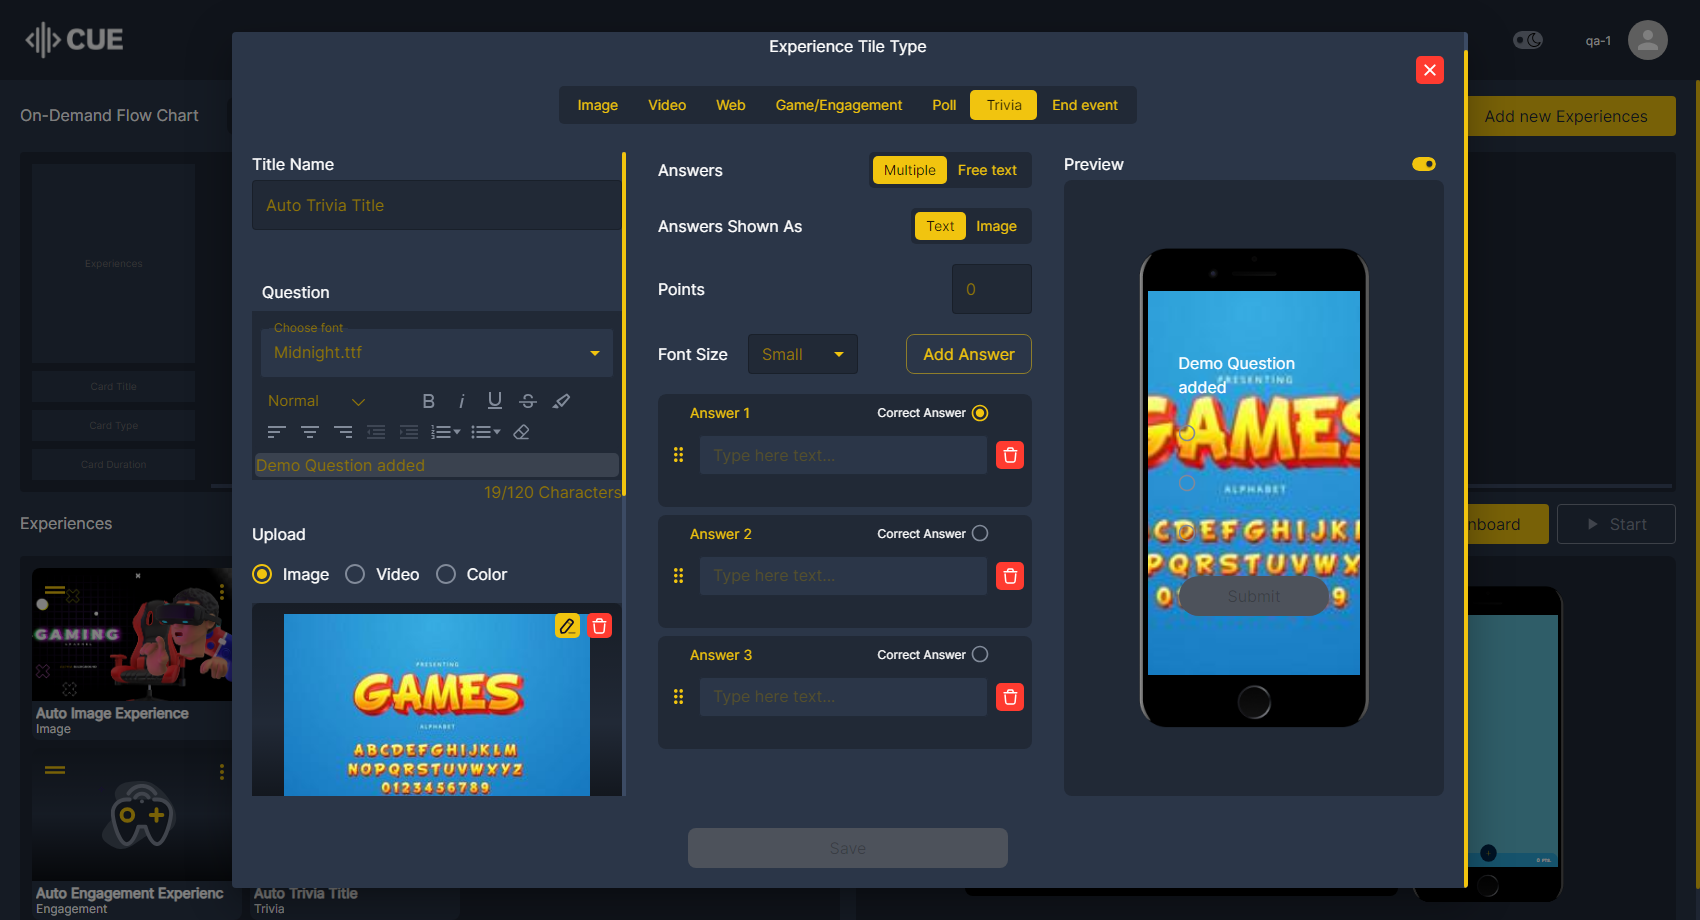 CUE
qa-1
On-Demand Flow Chart
Add new Experiences
Experiences
Card Title
Card Type
Card Duration
Experiences
Start
GAMING
Auto Image Experience
Image
Auto Engagement Experienc
Engagement
Auto Trivia Title
Trivia
Experience Tile Type
Image Video Web Game/Engagement Poll Trivia End event
Title Name
Auto Trivia Title
Question
Choose font
Midnight.ttf
Normal
B i U S
Demo Question added
19/120 Characters
Upload
Image Video Color
PRESENTING
GAMES
ALPHABET
ABCDEFGHIJKLM
NOPQRSTUVWXYZ
0123456789
Answers Multiple Free text
Answers Shown As Text Image
Points 0
Font Size Small Add Answer
Answer 1 Correct Answer
Type here text...
Answer 2 Correct Answer
Type here text...
Answer 3 Correct Answer
Type here text...
Preview
Demo Question
added
PRESENTING
GAMES
ALPHABET
CDEFGHIJK
PQRSTUVWX
0 9
Submit
Save